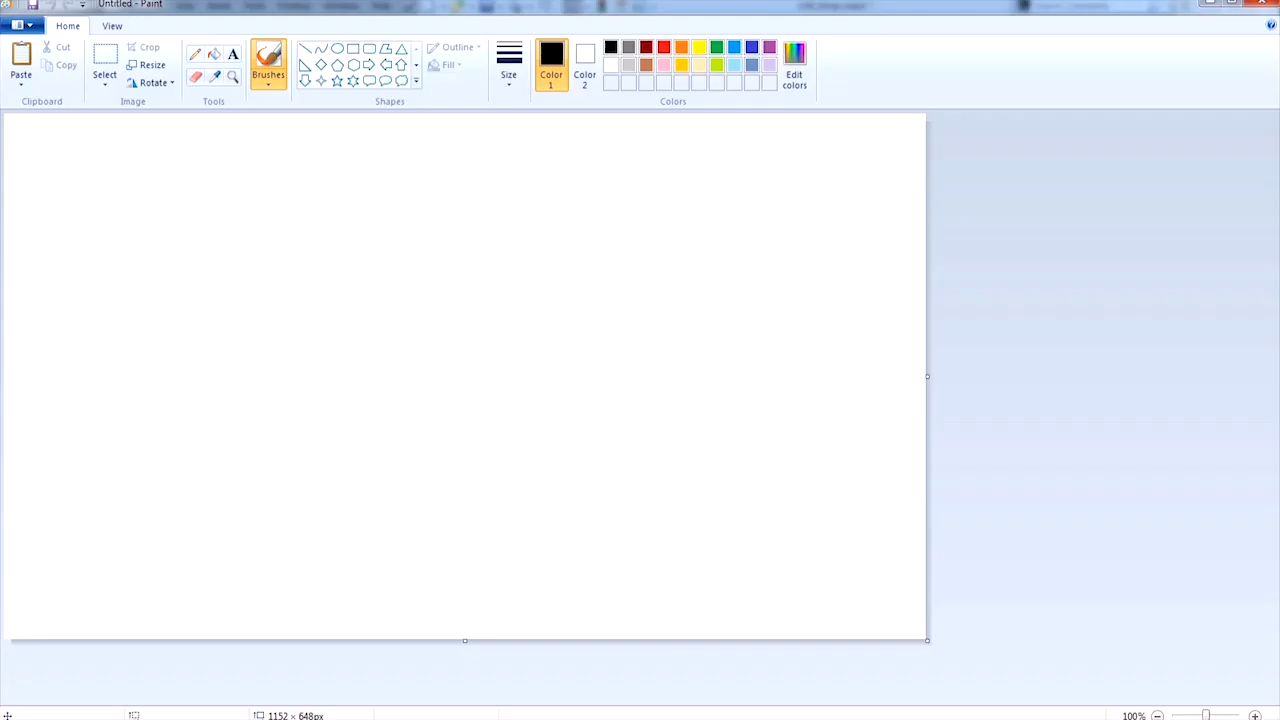 Untitled - Paint
Home View
Paste
Cut
Copy
Clipboard
Select
Crop
Resize
Rotate
Image
A
Tools
Brushes
Shapes
Outline
Fill
Size
Color 1
Color 2
Edit colors
Colors
1152 × 648px
100%